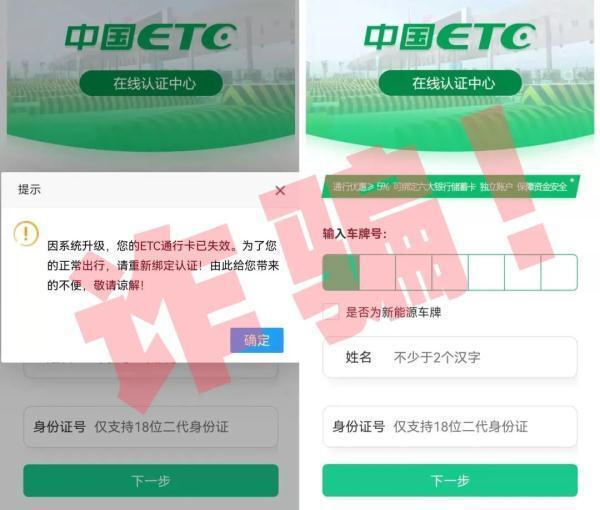 中国ETC
在线认证中心
提示
因系统升级，您的ETC通行卡已失效。为了您
的正常出行，请重新绑定认证！由此给您带来
的不便，敬请谅解！
确定
身份证号 仅支持18位二代身份证
下一步
中国ETC
在线认证中心
通行优惠≥5% 可绑定六大银行储蓄卡 独立账户 保障资金安全
输入车牌号：
是否为新能源车牌
姓名 不少于2个汉字
身份证号 仅支持18位二代身份证
下一步
诈骗！